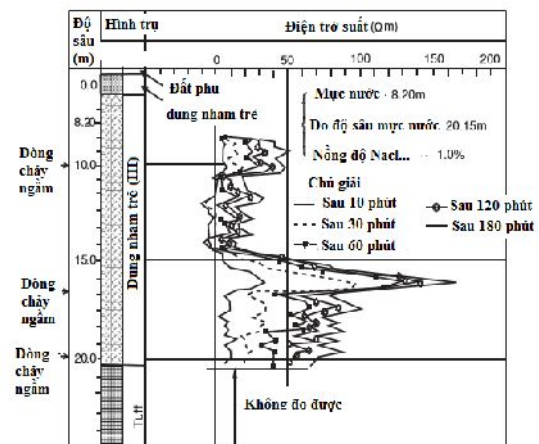 Độ sâu (m)
Hình trụ
Điện trở suất (Ωm)
0 50 100 150 200
0.0
8.20
10.0
15.0
20.0
Đất phủ
dung nham trẻ
Mực nước - 8.20m
Do độ sâu mực nước 20.15m
Nồng độ Nacl... -- 1.0%
Chú giải
Sau 10 phút
Sau 30 phút
Sau 60 phút
Sau 120 phút
Sau 180 phút
Dòng
chảy
ngầm
Dòng
chảy
ngầm
Dòng
chảy
ngầm
Dung nham trẻ (III)
Tuff
Không đo được